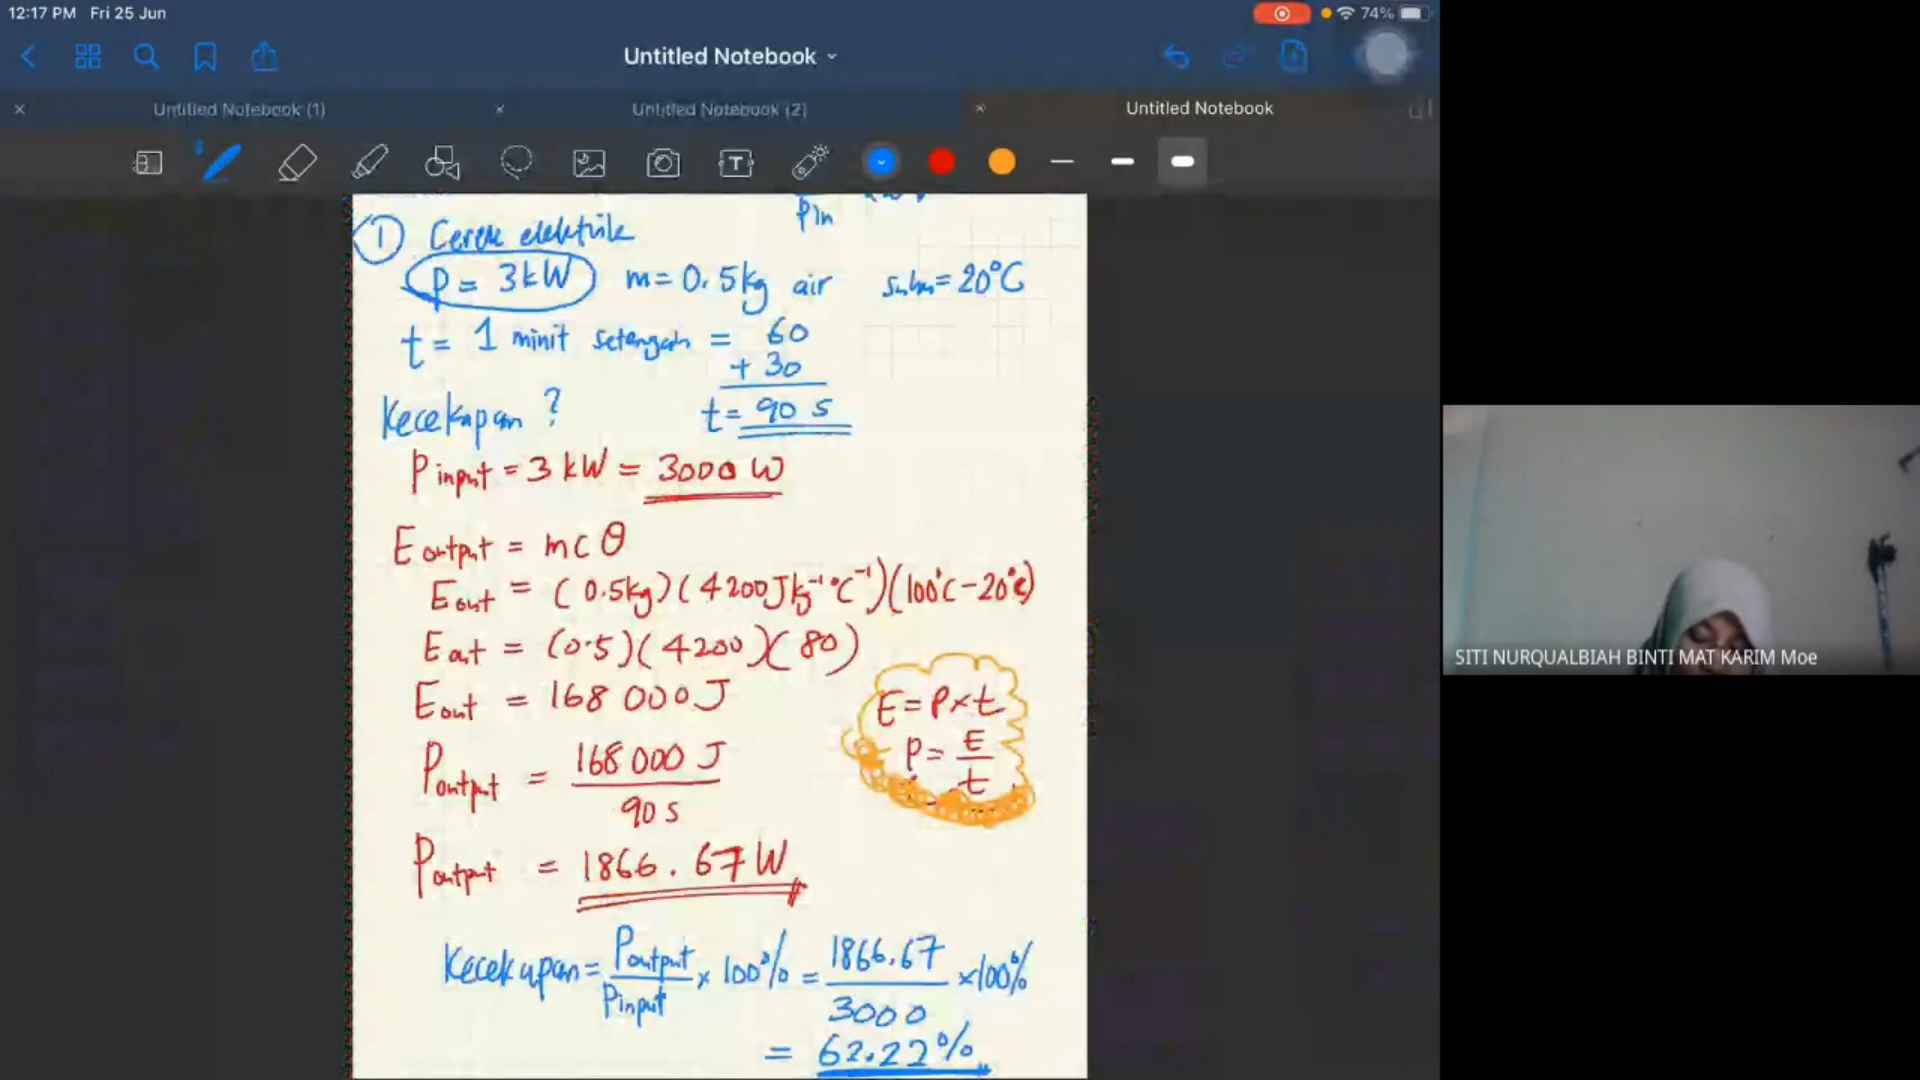 12:17 PM Fri 25 Jun
74%
Untitled Notebook
Untitled Notebook (1)
Untitled Notebook (2)
Untitled Notebook
Pin
① Cerek elektrik
P = 3kW m = 0.5kg air suhu = 20°C
t = 1 minit setengah = 60
+ 30
Kecekapan ? t = 90 s
P input = 3 kW = 3000 W
E output = mcθ
E out = (0.5kg)(4200Jkg⁻¹°C⁻¹)(100°C-20°C)
E out = (0.5)(4200)(80)
E out = 168 000J
E = P×t
P = E/t
P output = 168 000 J / 90 s
P output = 1866.67 W
Kecekapan = P output / P input × 100% = 1866.67 / 3000 ×100%
= 62.22%
SITI NURQUALBIAH BINTI MAT KARIM Moe